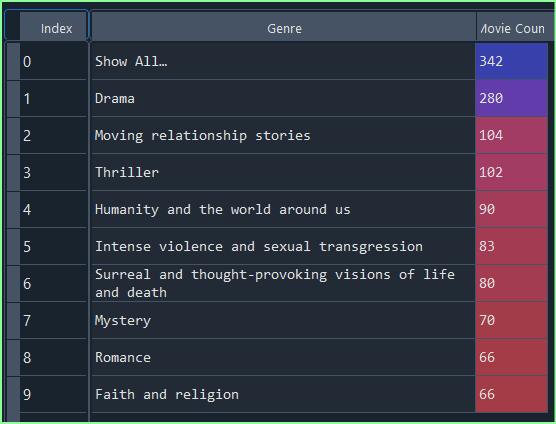 Index Genre Movie Coun
0 Show All…
342
1 Drama 280
2 Moving relationship stories 104
3 Thriller 102
4 Humanity and the world around us 90
5 Intense violence and sexual transgression 83
6 Surreal and thought-provoking visions of life
and death 80
7 Mystery 70
8 Romance 66
9 Faith and religion 66